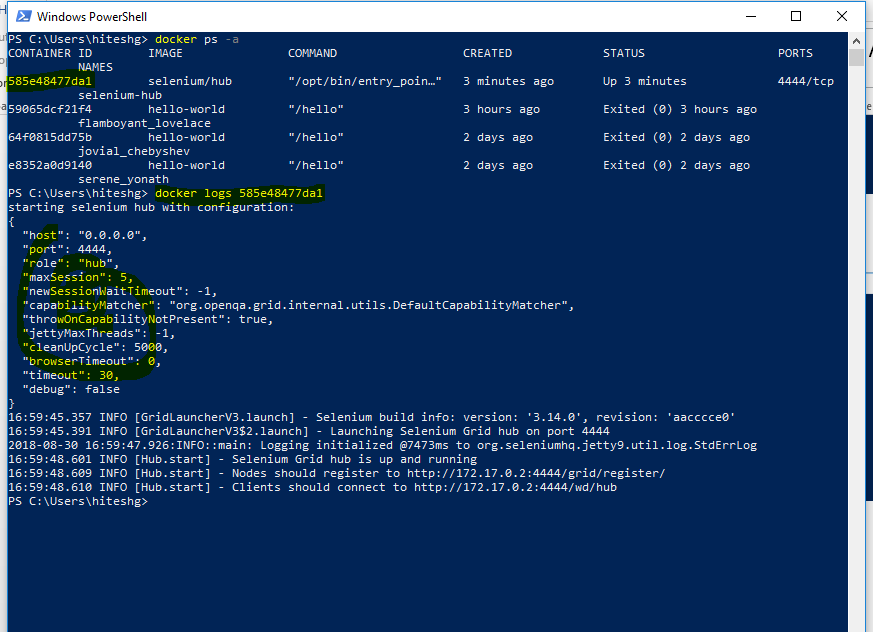 Windows PowerShell
PS C:\Users\hiteshg> docker ps -a
CONTAINER ID        IMAGE               COMMAND                  CREATED             STATUS                   PORTS
          NAMES
585e48477da1        selenium/hub        "/opt/bin/entry_poin…"   3 minutes ago       Up 3 minutes             4444/tcp
          selenium-hub
59065dcf21f4        hello-world         "/hello"                 3 hours ago         Exited (0) 3 hours ago
          flamboyant_lovelace
64f0815dd75b        hello-world         "/hello"                 2 days ago          Exited (0) 2 days ago
          jovial_chebyshev
e8352a0d9140        hello-world         "/hello"                 2 days ago          Exited (0) 2 days ago
          serene_yonath
PS C:\Users\hiteshg> docker logs 585e48477da1
starting selenium hub with configuration:
{
  "host": "0.0.0.0",
  "port": 4444,
  "role": "hub",
  "maxSession": 5,
  "newSessionWaitTimeout": -1,
  "capabilityMatcher": "org.openqa.grid.internal.utils.DefaultCapabilityMatcher",
  "throwOnCapabilityNotPresent": true,
  "jettyMaxThreads": -1,
  "cleanUpCycle": 5000,
  "browserTimeout": 0,
  "timeout": 30,
  "debug": false
}
16:59:45.357 INFO [GridLauncherV3.launch] - Selenium build info: version: '3.14.0', revision: 'aacccce0'
16:59:45.391 INFO [GridLauncherV3$2.launch] - Launching Selenium Grid hub on port 4444
2018-08-30 16:59:47.926:INFO::main: Logging initialized @7473ms to org.seleniumhq.jetty9.util.log.StdErrLog
16:59:48.601 INFO [Hub.start] - Selenium Grid hub is up and running
16:59:48.609 INFO [Hub.start] - Nodes should register to http://172.17.0.2:4444/grid/register/
16:59:48.610 INFO [Hub.start] - Clients should connect to http://172.17.0.2:4444/wd/hub
PS C:\Users\hiteshg>